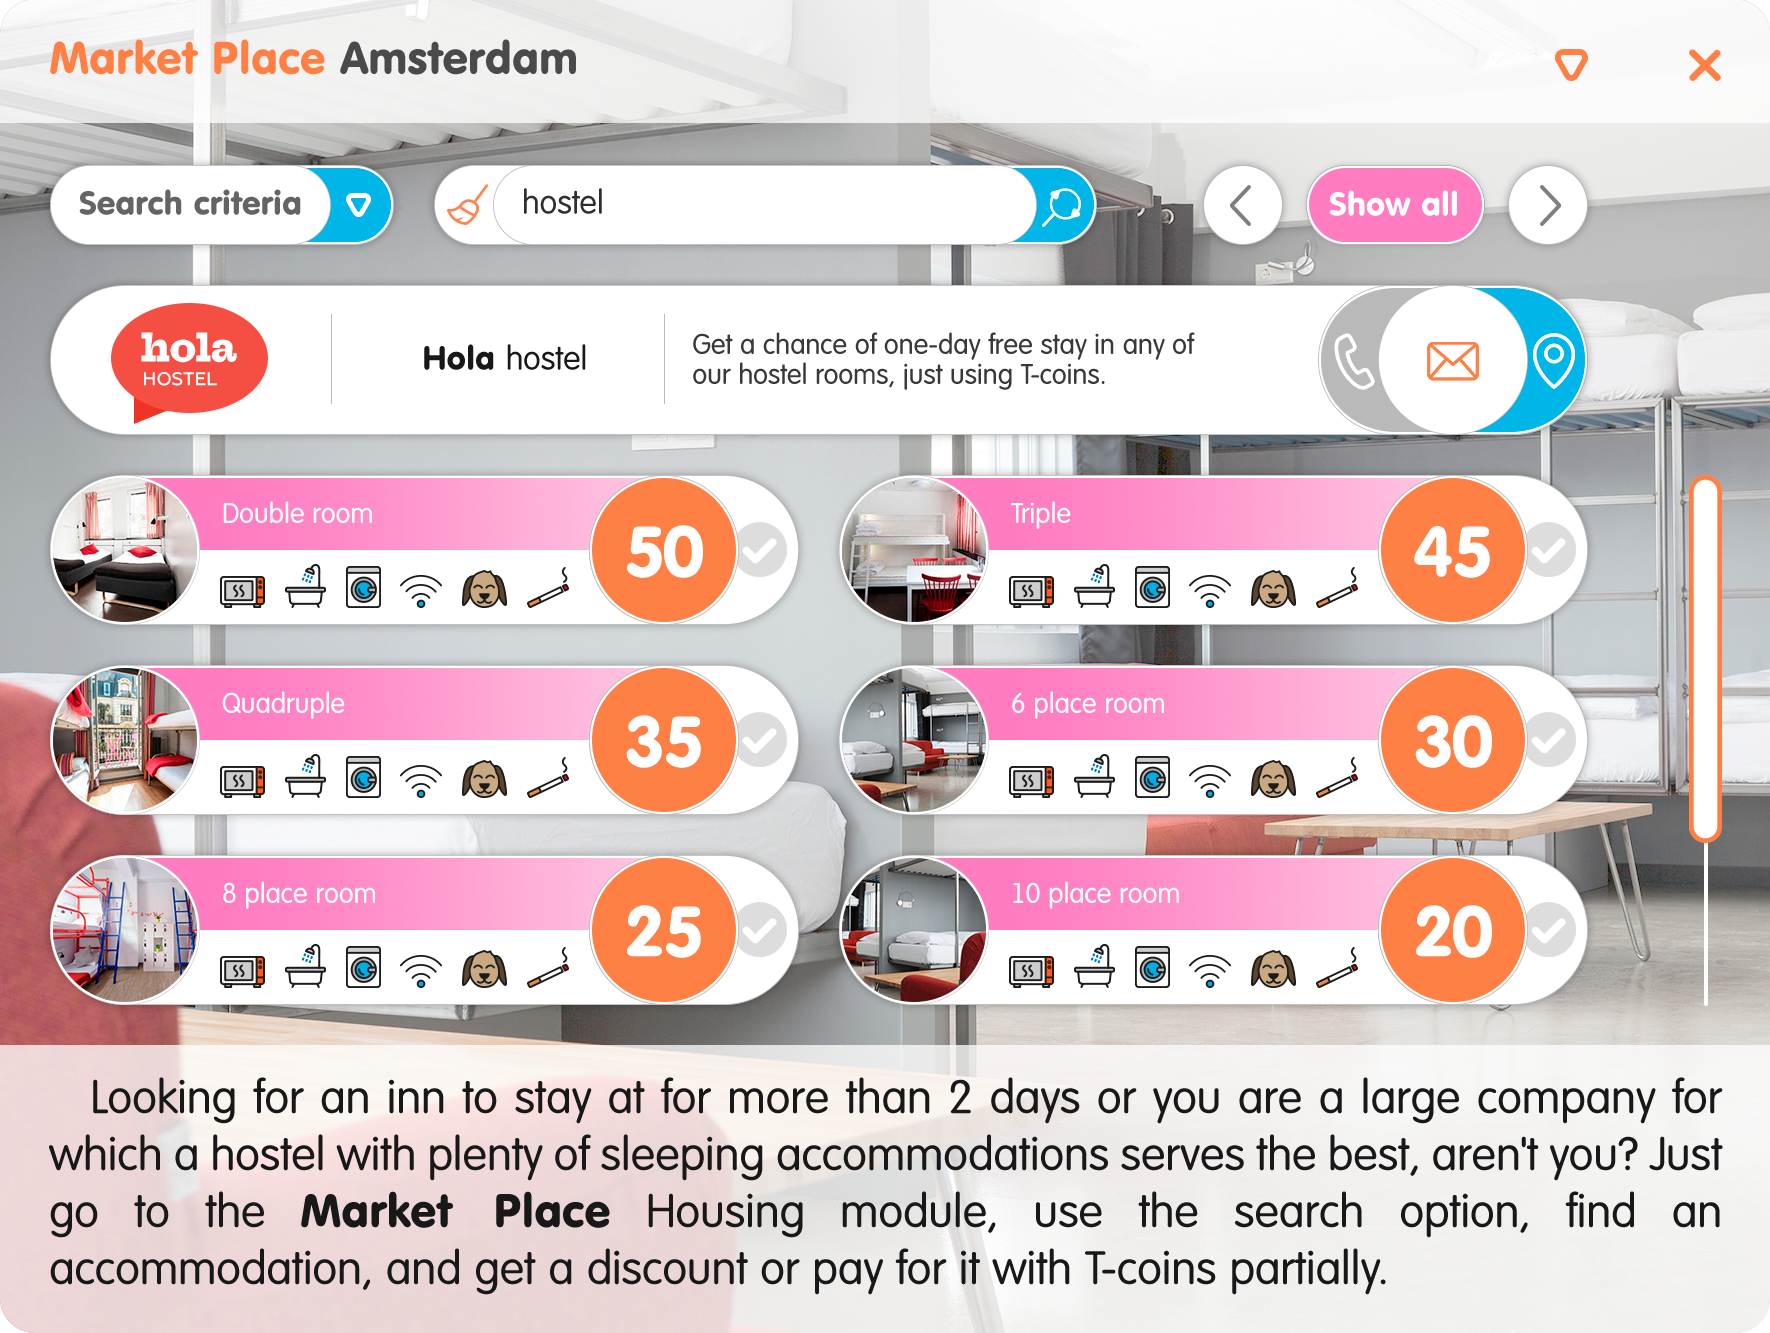 Market Place Amsterdam
Search criteria
hostel
Show all
hola
HOSTEL
Hola hostel
Get a chance of one-day free stay in any of
our hostel rooms, just using T-coins.
Double room
50
Triple
45
Quadruple
35
6 place room
30
8 place room
25
10 place room
20
Looking for an inn to stay at for more than 2 days or you are a large company for
which a hostel with plenty of sleeping accommodations serves the best, aren't you? Just
go to the Market Place Housing module, use the search option, find an
accommodation, and get a discount or pay for it with T-coins partially.